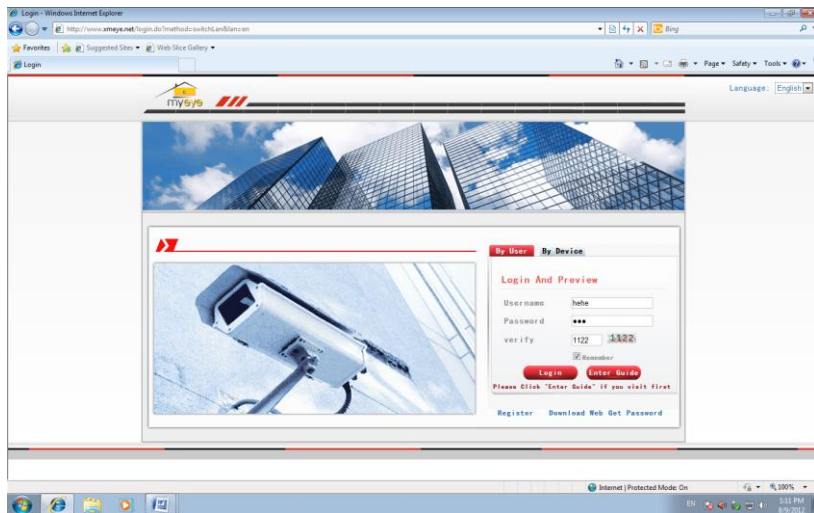 Login - Windows Internet Explorer
http://www.xmeye.net/login.do?method=switchLan&lan=en
Bing
Favorites
Suggested Sites
Web Slice Gallery
Login
Page
Safety
Tools
Language: English
myeye
By User
By Device
Login And Preview
Username
hehe
Password
verify
1122
1122
Remember
Login
Enter Guide
Please Click "Enter Guide" if you visit first
Register
Download Web
Get Password
Internet | Protected Mode: On
100%
EN
5:31 PM
8/9/2012